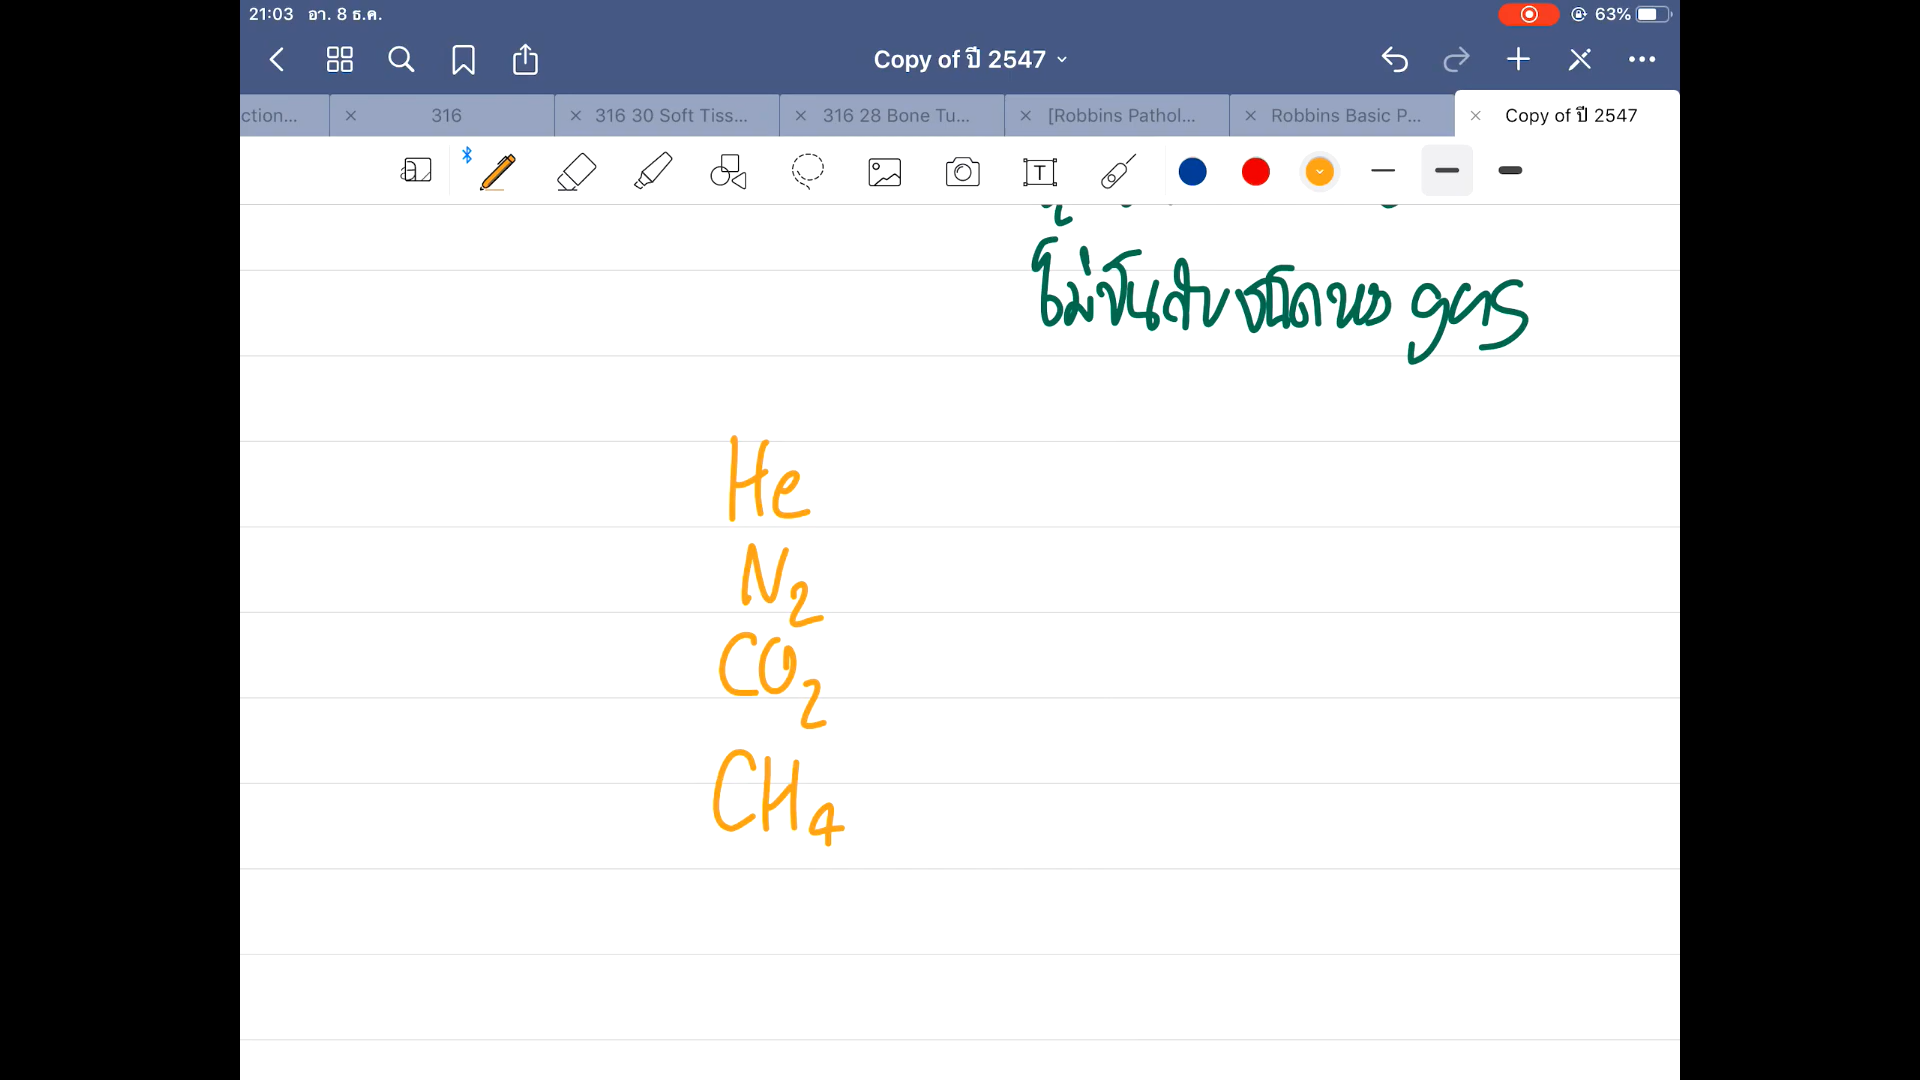 21:03 อา. 8 ธ.ค. 63%
Copy of ปี 2547
ction... 316 316 30 Soft Tiss... 316 28 Bone Tu... [Robbins Pathol... Robbins Basic P... Copy of ปี 2547
T
ไม่ขึ้นกับชนิดของ gas
He
N₂
CO₂
CH₄